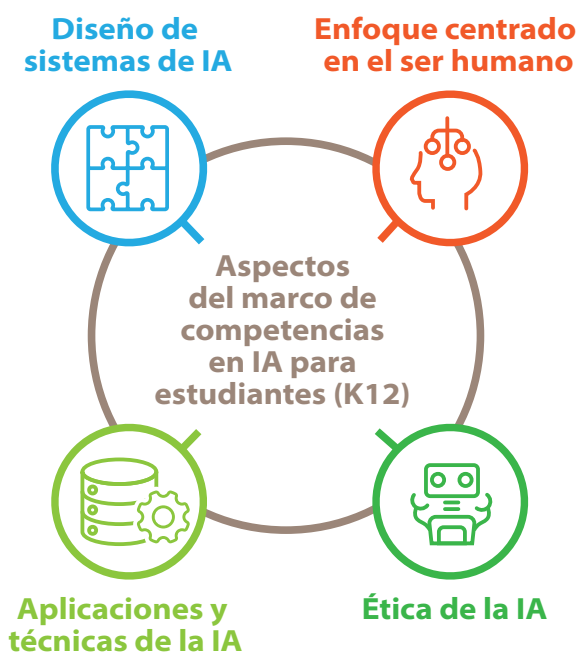 Diseño de
sistemas de IA
Enfoque centrado
en el ser humano
Aspectos
del marco de
competencias
en IA para
estudiantes (K12)
Aplicaciones y
técnicas de la IA
Ética de la IA